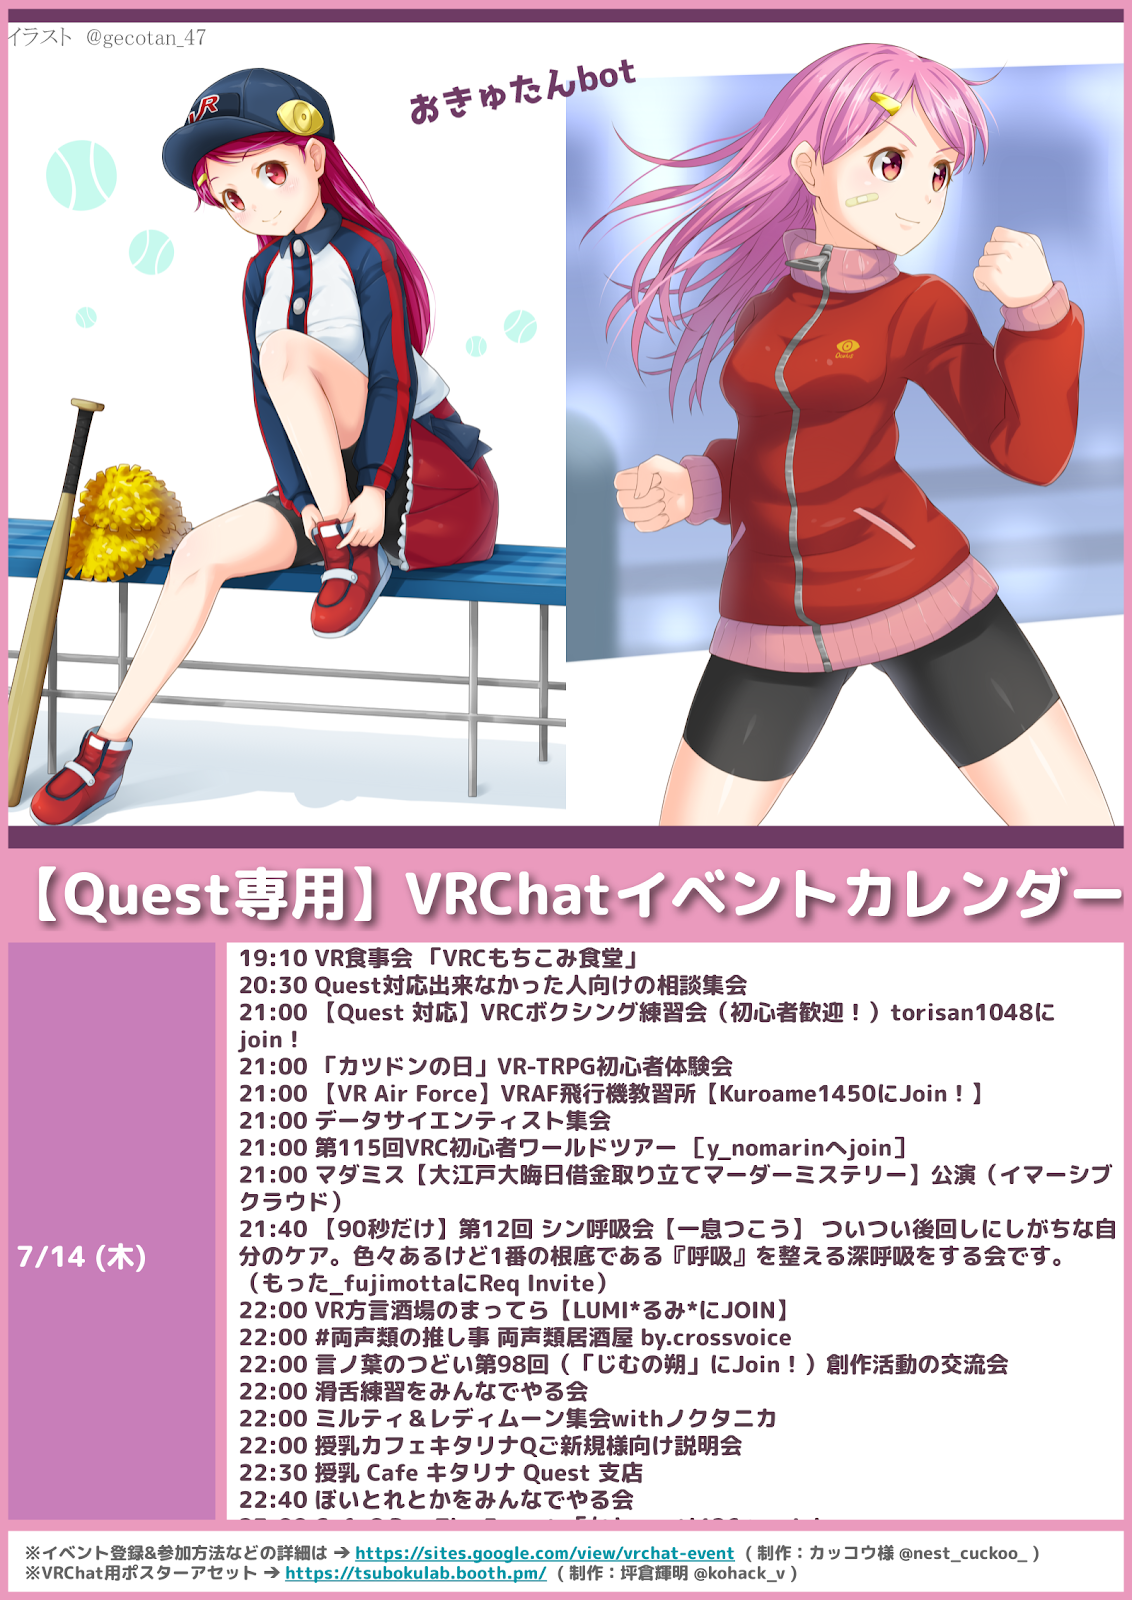 イラスト @gecotan_47
おきゅたんbot
VR
Quest
【Quest専用】VRChatイベントカレンダー
7/14 (木)
19:10 VR食事会 「VRCもちこみ食堂」
20:30 Quest対応出来なかった人向けの相談集会
21:00 【Quest 対応】VRCボクシング練習会（初心者歓迎！）torisan1048に
join！
21:00 「カツドンの日」VR-TRPG初心者体験会
21:00 【VR Air Force】VRAF飛行機教習所【Kuroame1450にJoin！】
21:00 データサイエンティスト集会
21:00 第115回VRC初心者ワールドツアー ［y_nomarinへjoin］
21:00 マダミス【大江戸大晦日借金取り立てマーダーミステリー】公演（イマーシブ
クラウド）
21:40 【90秒だけ】第12回 シン呼吸会【一息つこう】 ついつい後回しにしがちな自
分のケア。色々あるけど1番の根底である『呼吸』を整える深呼吸をする会です。
（もった_fujimottaにReq Invite）
22:00 VR方言酒場のまってら【LUMI*るみ*にJOIN】
22:00 #両声類の推し事 両声類居酒屋 by.crossvoice
22:00 言ノ葉のつどい第98回（「じむの朔」にJoin！）創作活動の交流会
22:00 滑舌練習をみんなでやる会
22:00 ミルティ＆レディムーン集会withノクタニカ
22:00 授乳カフェキタリナQご新規様向け説明会
22:30 授乳 Cafe キタリナ Quest 支店
22:40 ぼいとれとかをみんなでやる会
※イベント登録&参加方法などの詳細は ➔ https://sites.google.com/view/vrchat-event （ 制作：カッコウ様 @nest_cuckoo_ ）
※VRChat用ポスターアセット ➔ https://tsubokulab.booth.pm/ （ 制作：坪倉輝明 @kohack_v ）